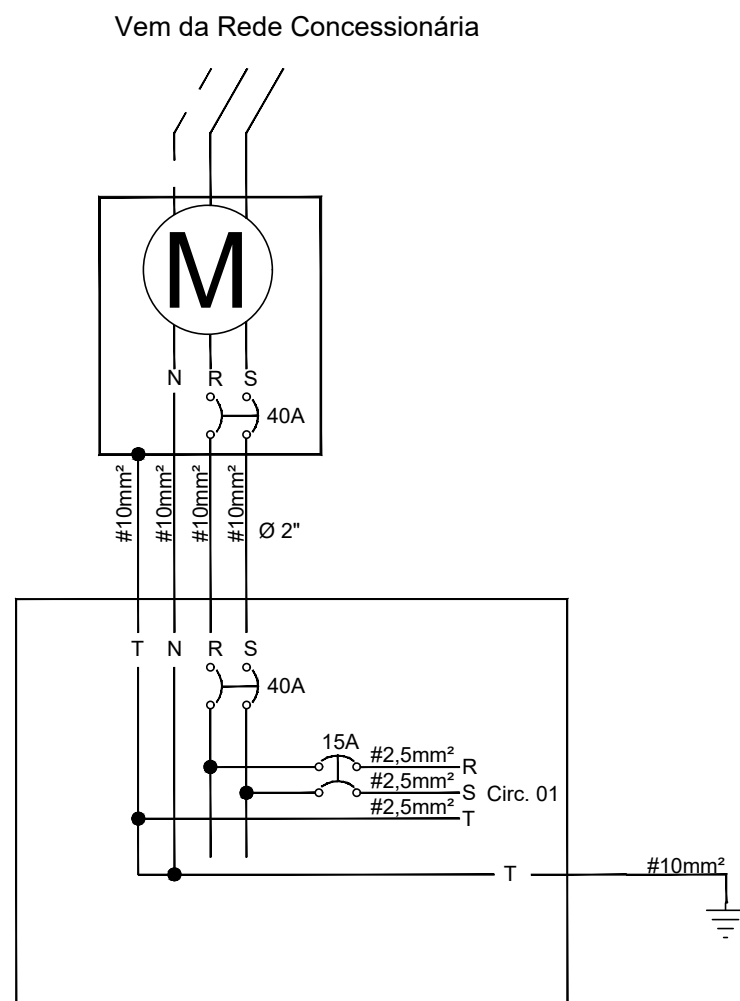 Vem da Rede Concessionária
M
N R S
40A
#10mm² #10mm² #10mm² #10mm² Ø 2"
T N R S
40A
15A
#2,5mm² R
#2,5mm² S Circ. 01
#2,5mm² T
T #10mm²